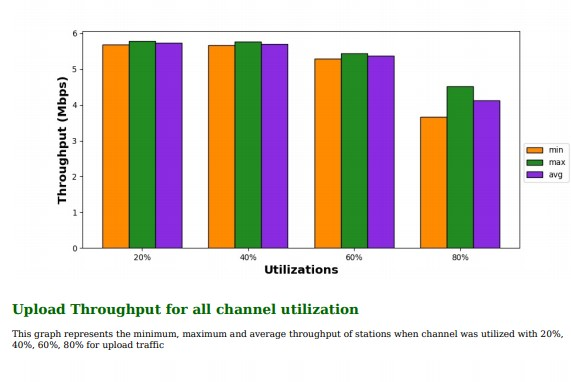 6
5
4
3
2
1
0
Throughput (Mbps)
20%
40%
60%
80%
Utilizations
min
max
avg
Upload Throughput for all channel utilization
This graph represents the minimum, maximum and average throughput of stations when channel was utilized with 20%,
40%, 60%, 80% for upload traffic